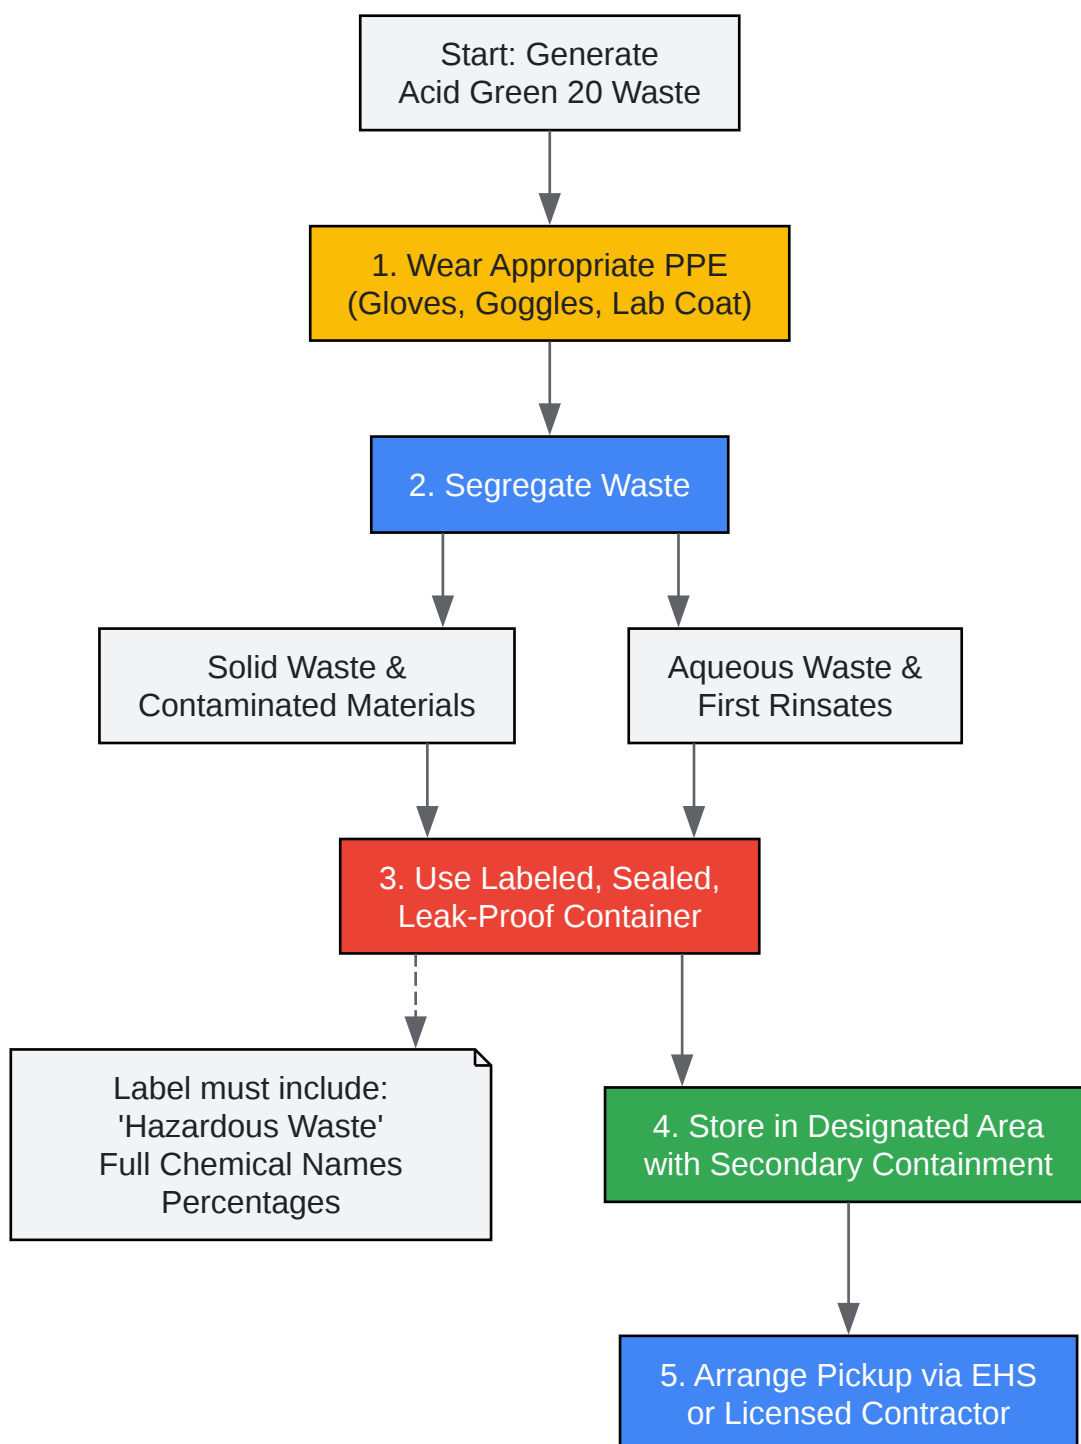 Start: Generate
Acid Green 20 Waste
1. Wear Appropriate PPE
(Gloves, Goggles, Lab Coat)
2. Segregate Waste
Solid Waste &
Contaminated Materials
Aqueous Waste &
First Rinsates
3. Use Labeled, Sealed,
Leak-Proof Container
Label must include:
'Hazardous Waste'
Full Chemical Names
Percentages
4. Store in Designated Area
with Secondary Containment
5. Arrange Pickup via EHS
or Licensed Contractor